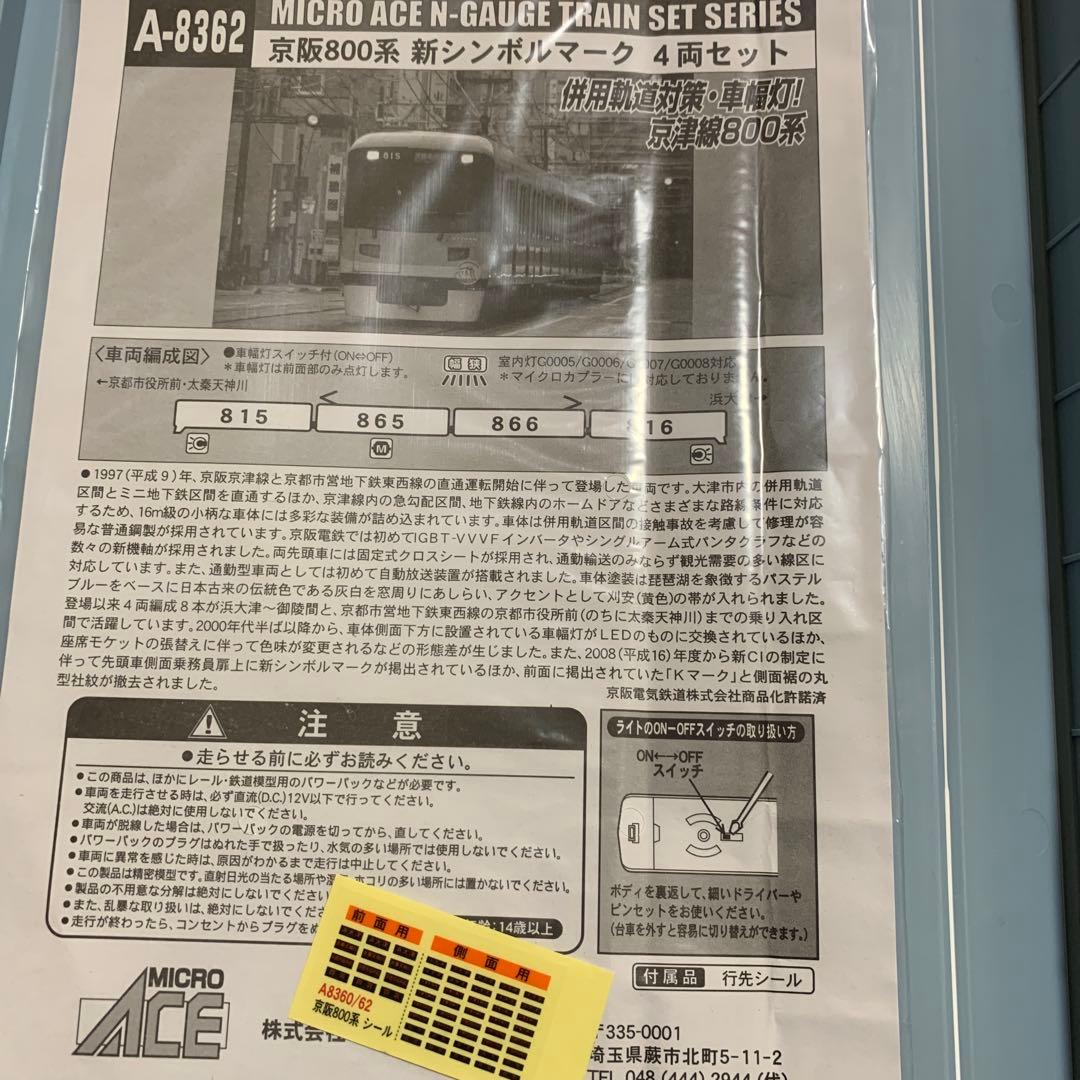 A-8362
MICRO ACE N-GAUGE TRAIN SET SERIES
京阪800系 新シンボルマーク 4両セット
併用軌道対策・車幅灯!
京津線800系
815
〈車両編成図〉
●車幅灯スイッチ付(ON⇔OFF)
＊車幅灯は前面部のみ点灯します。
幅狭
室内灯G0005/G0006/G0007/G0008対応
＊マイクロカプラーには対応しておりません。
←京都市役所前・太秦天神川
浜大
815
865
866
816
M
●1997(平成9)年、京阪京津線と京都市営地下鉄東西線の直通運転開始に伴って登場した車両です。大津市内の併用軌道
区間とミニ地下鉄区間を直通するほか、京津線内の急勾配区間、地下鉄線内のホームドアなどさまざまな路線条件に対応
するため、16m級の小柄な車体には多彩な装備が詰め込まれています。車体は併用軌道区間の接触事故を考慮して修理が容
易な普通鋼製が採用されています。京阪電鉄では初めてIGBT-VVVFインバータやシングルアーム式パンタグラフなどの
数々の新機軸が採用されました。両先頭車には固定式クロスシートが採用され、通勤輸送のみならず観光需要の多い線区に
対応しています。また、通勤型車両としては初めて自動放送装置が搭載されました。車体塗装は琵琶湖を象徴するパステル
ブルーをベースに日本古来の伝統色である灰白を窓周りにあしらい、アクセントとして刈安(黄色)の帯が入れられました。
登場以来4両編成8本が浜大津～御陵間と、京都市営地下鉄東西線の京都市役所前(のちに太秦天神川)までの乗り入れ区
間で活躍しています。2000年代半ば以降から、車体側面下方に設置されている車幅灯がLEDのものに交換されているほか、
座席モケットの張替えに伴って色味が変更されるなどの形態差が生じました。また、2008(平成16)年度から新CIの制定に
伴って先頭車側面乗務員扉上に新シンボルマークが掲出されているほか、前面に掲出されていた「Kマーク」と側面裾の丸
型社紋が撤去されました。
京阪電気鉄道株式会社商品化許諾済
注意
●走らせる前に必ずお読みください。
●この商品は、ほかにレール・鉄道模型用のパワーパックなどが必要です。
●車両を走行させる時は、必ず直流(D.C.)12V以下で行ってください。
交流(A.C.)は絶対に使用しないでください。
●車両が脱線した場合は、パワーパックの電源を切ってから、直してください。
●パワーパックのプラグはぬれた手で扱ったり、水気の多い場所では使用しないでください。
●車両に異常を感じた時は、原因がわかるまで走行は中止してください。
●この製品は精密模型です。直射日光の当たる場所や湿気、ホコリの多い場所には置かないでください。
●製品の不用意な分解は絶対にしないでくださ
●また、乱暴な取り扱いは、絶対にしないでくだ
●走行が終わったら、コンセントからプラグをぬ
齢:14歳以上
ライトのON-OFFスイッチの取り扱い方
ON←→OFF
スイッチ
ボディを裏返して、細いドライバーや
ピンセットをお使いください。
(台車を外すと容易に切り替えができます。)
付属品
行先シール
前面用
側面用
A8360/62
京阪800系 シール
MICRO
ACE
株式会
〒335-0001
埼玉県蕨市北町5-11-2
TEL 048(444)2944(代)